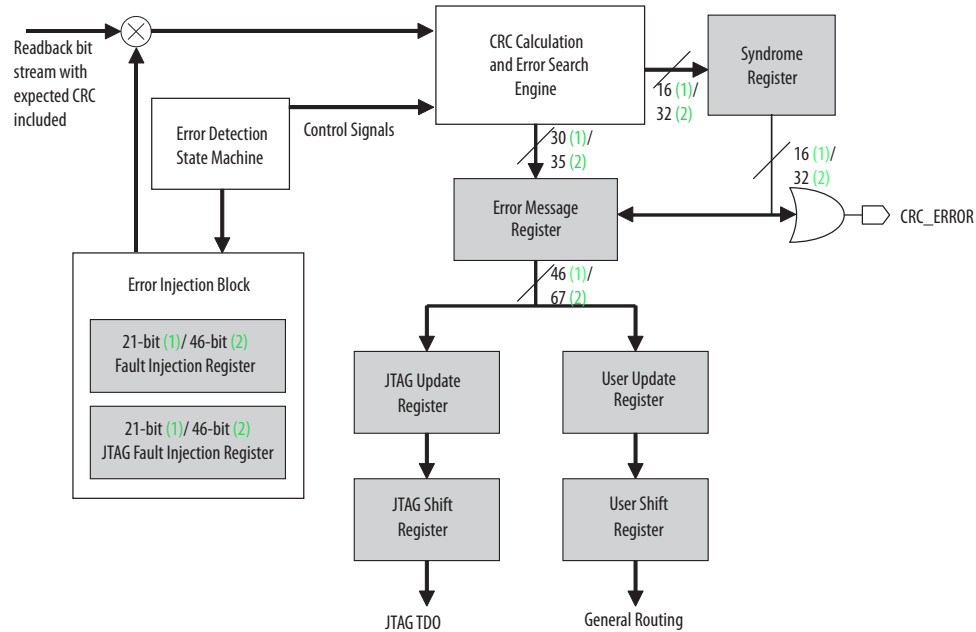 Readback bit
stream with
expected CRC
included
CRC Calculation
and Error Search
Engine
16 (1)/
32 (2)
Syndrome
Register
Error Detection
State Machine
Control Signals
30 (1)/
35 (2)
16 (1)/
32 (2)
Error Message
Register
CRC_ERROR
46 (1)/
67 (2)
Error Injection Block
21-bit (1)/ 46-bit (2)
Fault Injection Register
21-bit (1)/ 46-bit (2)
JTAG Fault Injection Register
JTAG Update
Register
User Update
Register
JTAG Shift
Register
User Shift
Register
JTAG TDO
General Routing